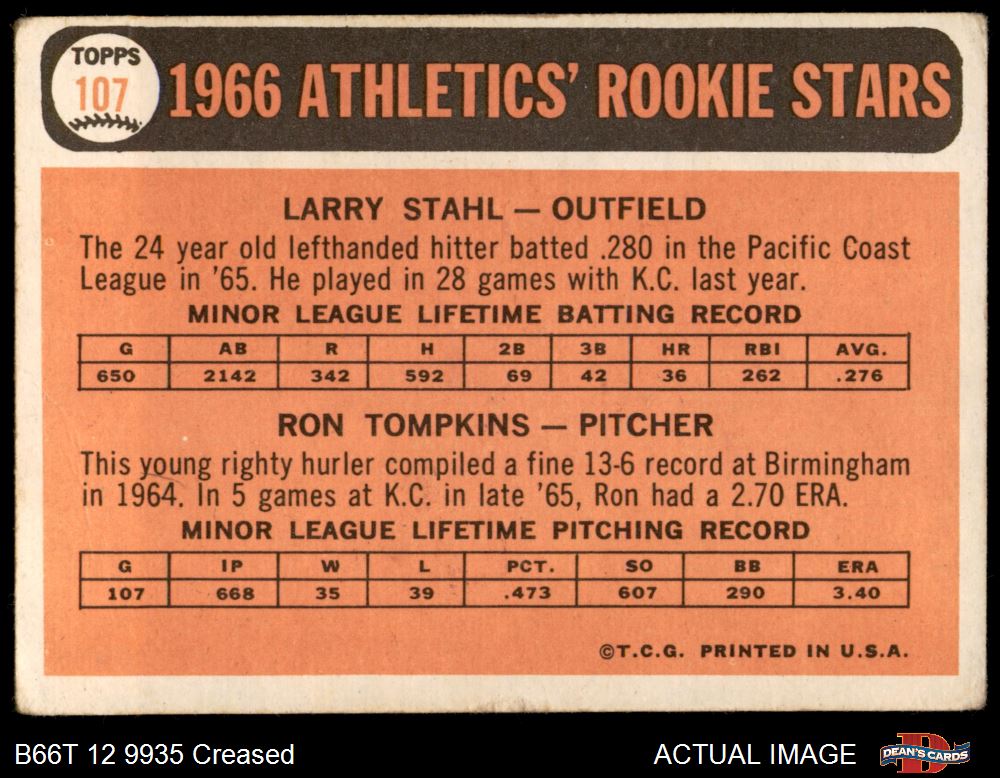 TOPPS
107
1966 ATHLETICS' ROOKIE STARS
LARRY STAHL — OUTFIELD
The 24 year old lefthanded hitter batted .280 in the Pacific Coast
League in '65. He played in 28 games with K.C. last year.
MINOR LEAGUE LIFETIME BATTING RECORD
G AB R H 2B 3B HR RBI AVG.
650 2142 342 592 69 42 36 262 .276
RON TOMPKINS — PITCHER
This young righty hurler compiled a fine 13-6 record at Birmingham
in 1964. In 5 games at K.C. in late '65, Ron had a 2.70 ERA.
MINOR LEAGUE LIFETIME PITCHING RECORD
G IP W L PCT. SO BB ERA
107 668 35 39 .473 607 290 3.40
©T.C.G. PRINTED IN U.S.A.
B66T 12 9935 Creased
ACTUAL IMAGE
DEAN'S CARDS